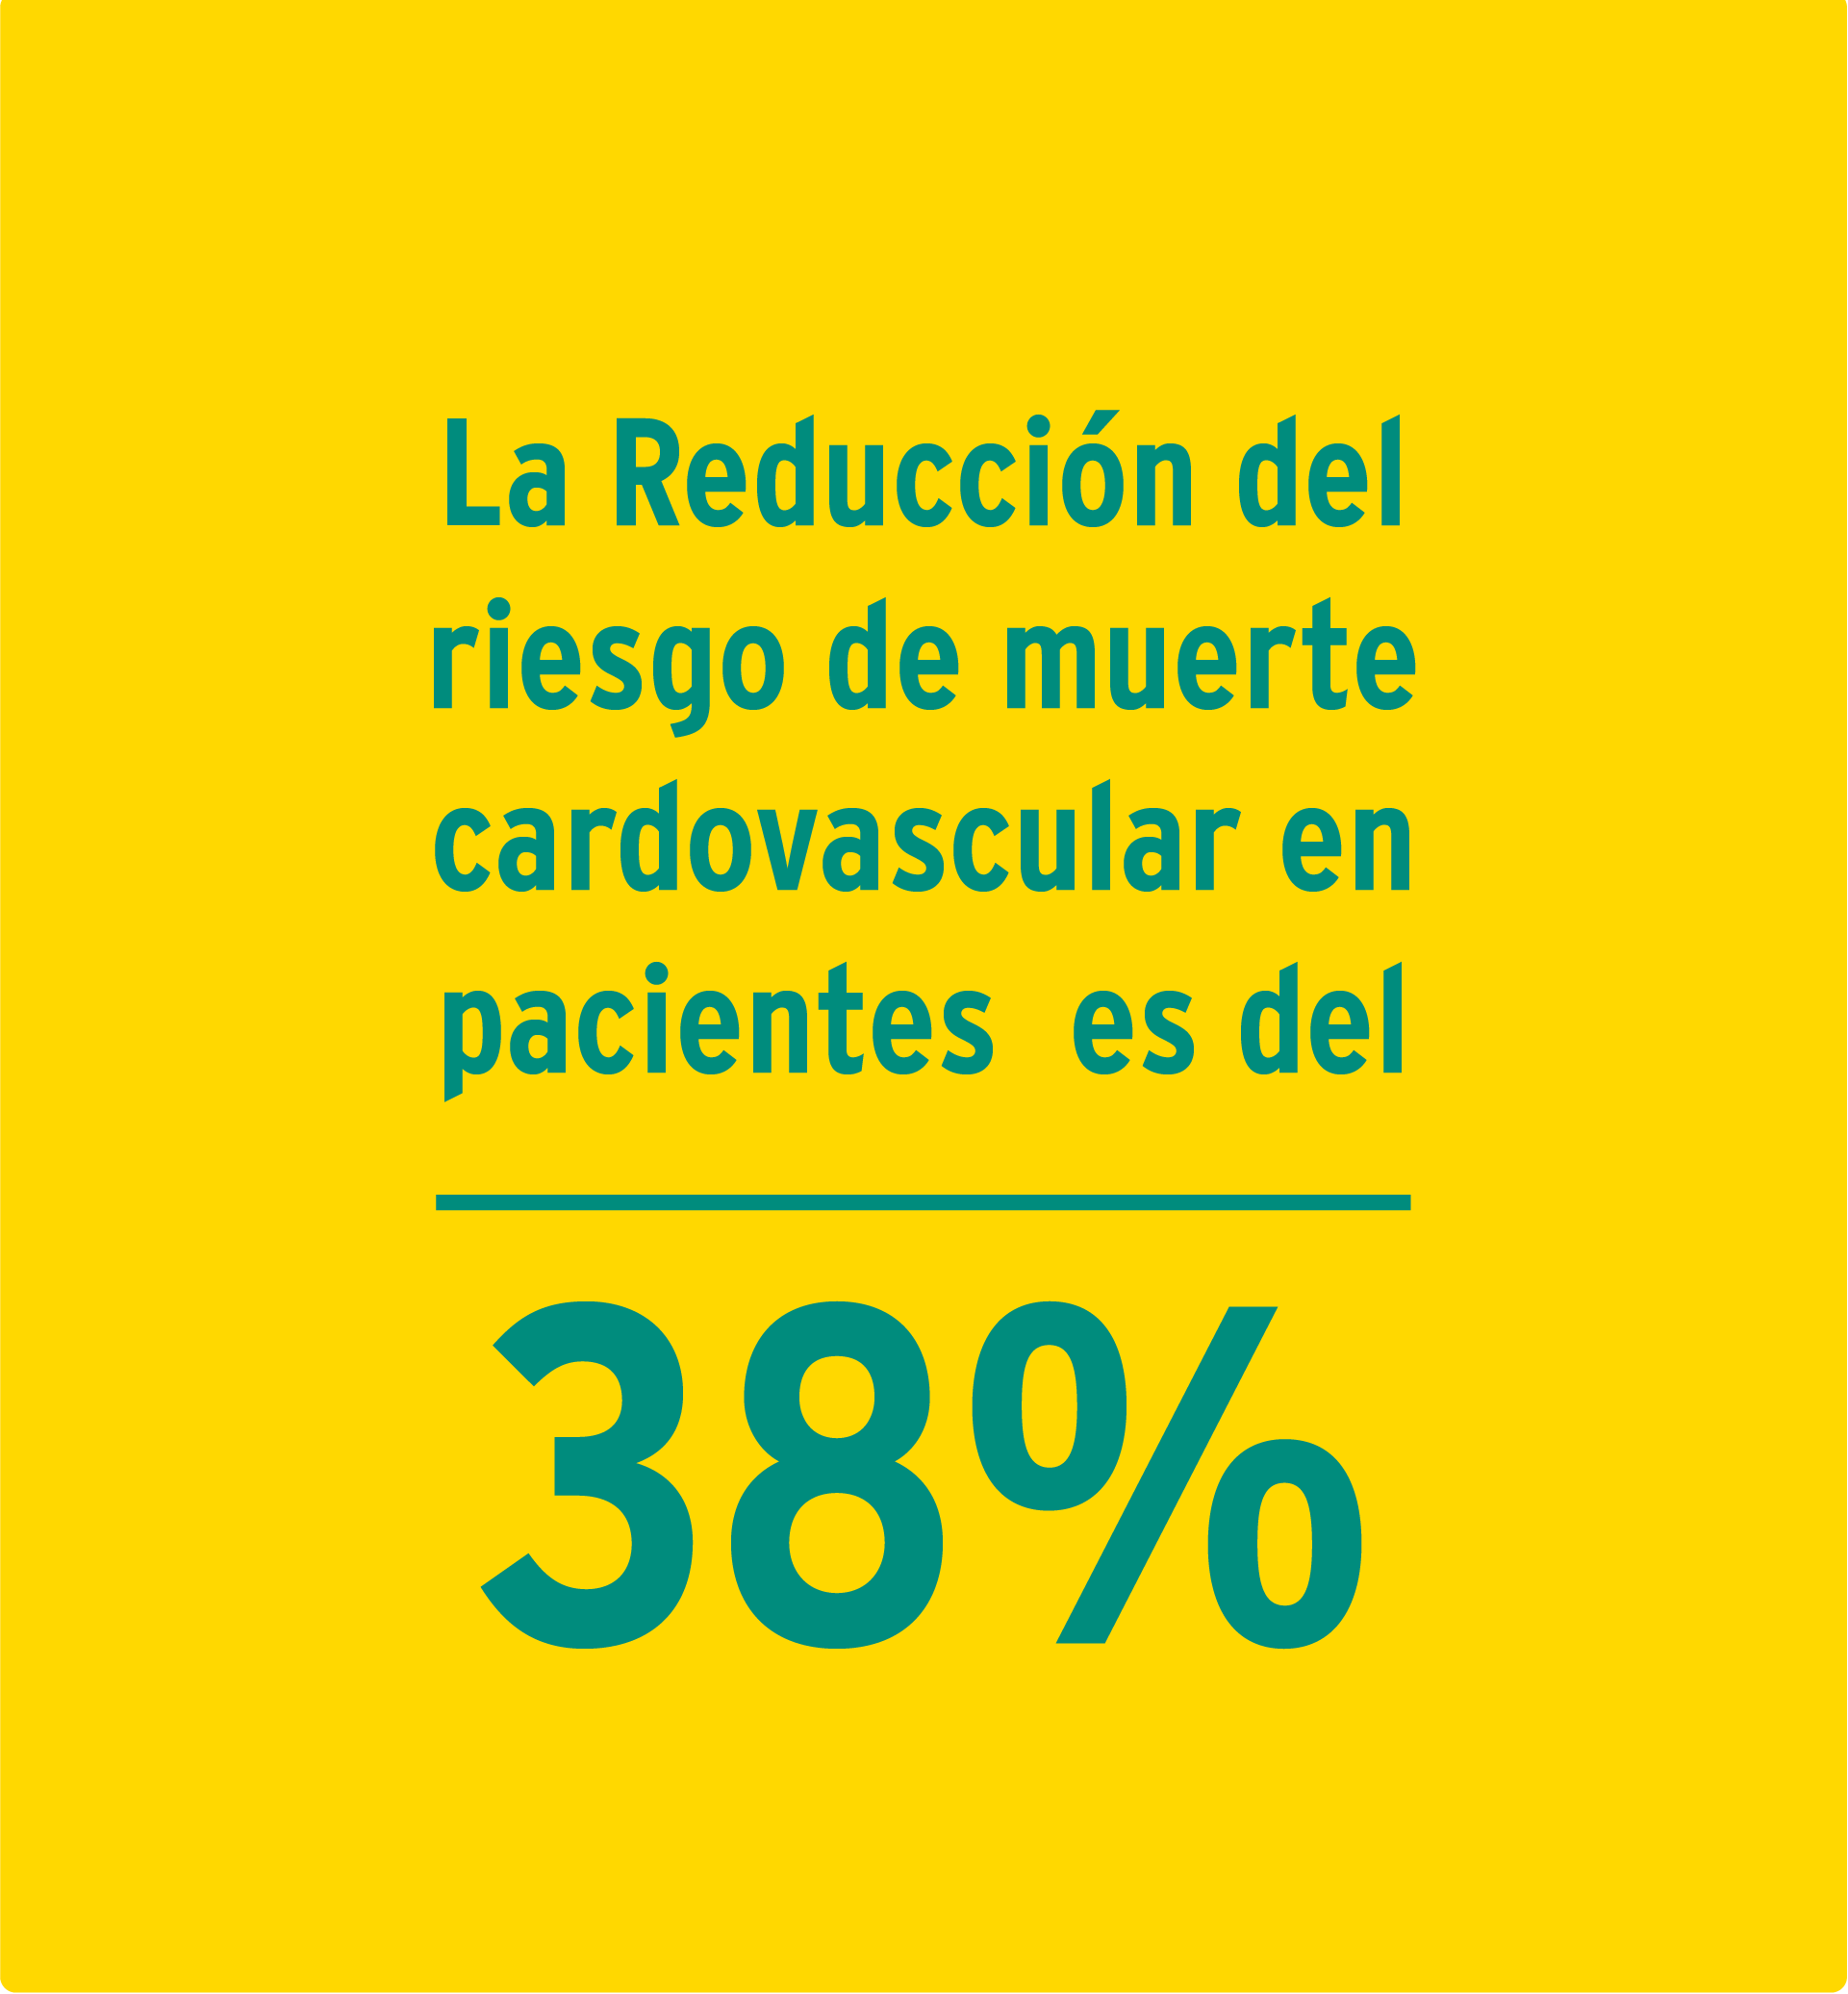 La Reducción del
riesgo de muerte
cardovascular en
pacientes es del
38%